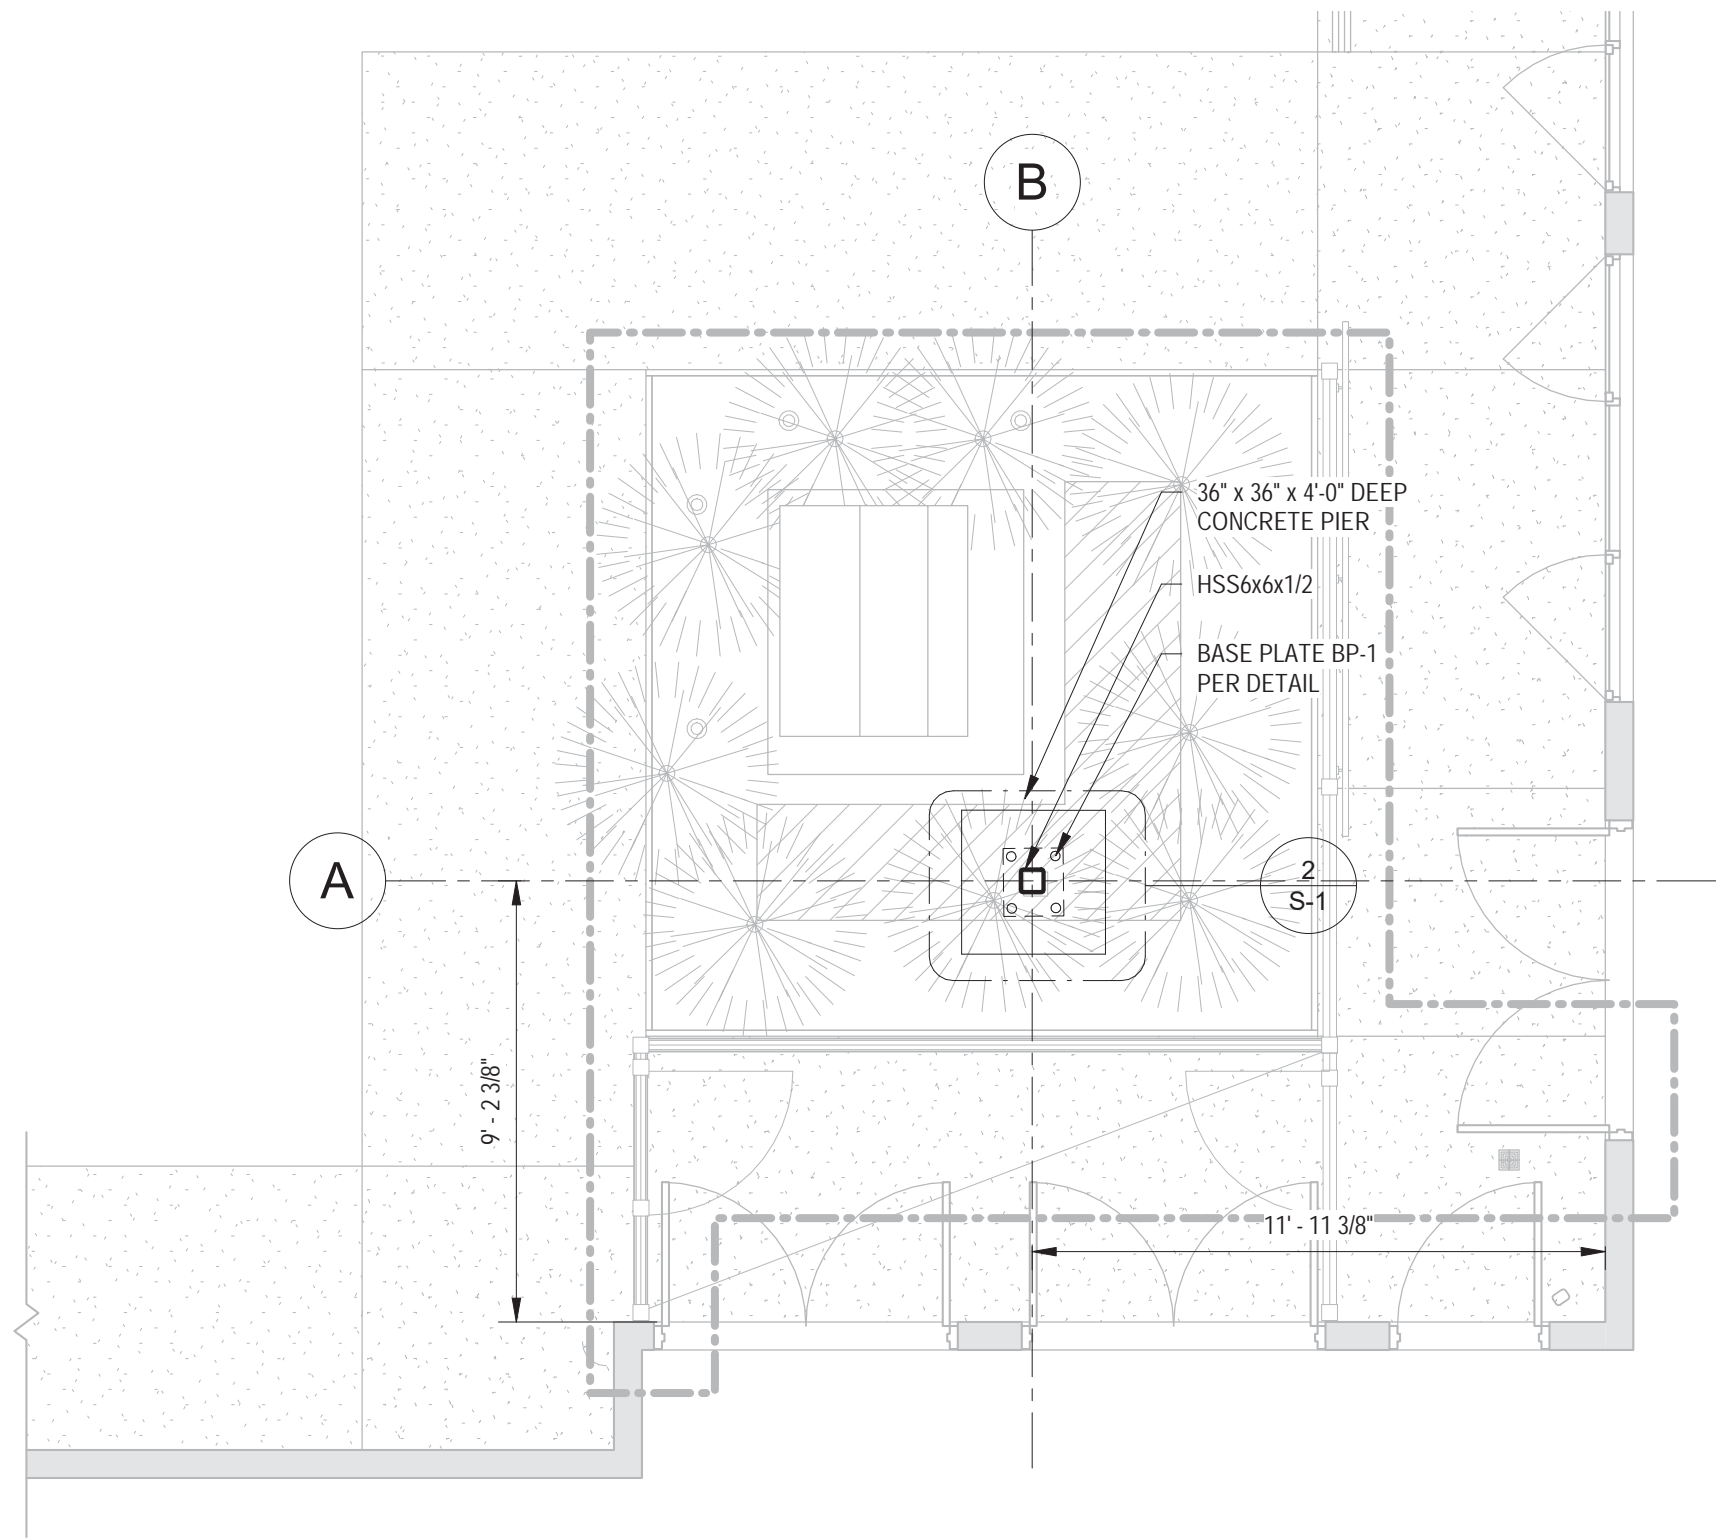 B
36" x 36" x 4'-0" DEEP
CONCRETE PIER
HSS6x6x1/2
BASE PLATE BP-1
PER DETAIL
A
2
S-1
9' - 2 3/8"
11' - 11 3/8"